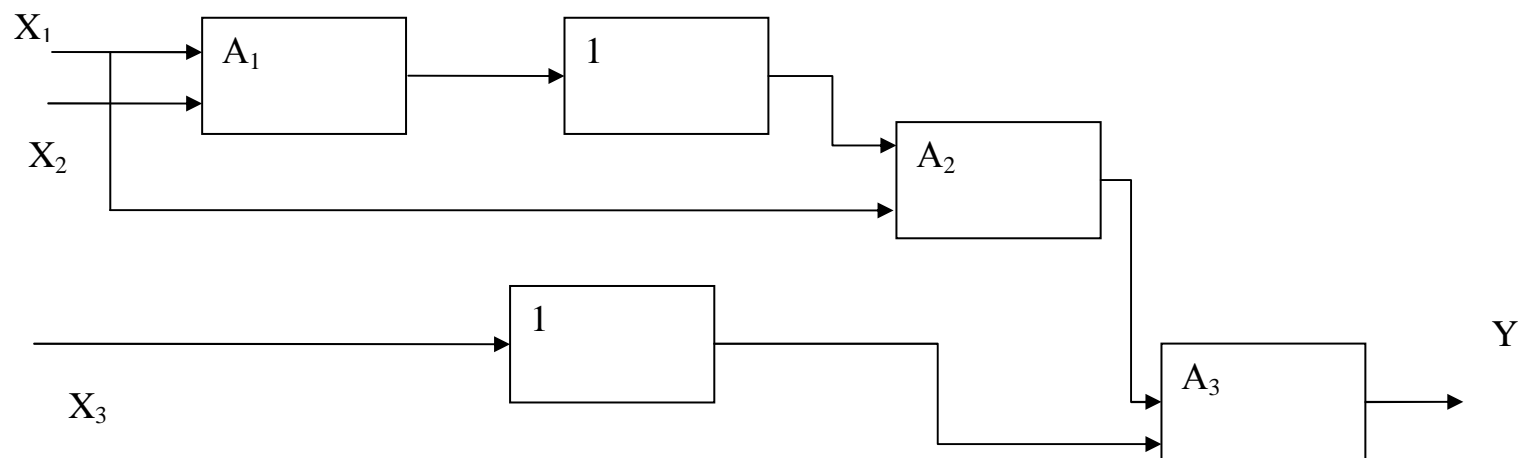 X₁
A₁
1
X₂
A₂
1
Y
A₃
X₃